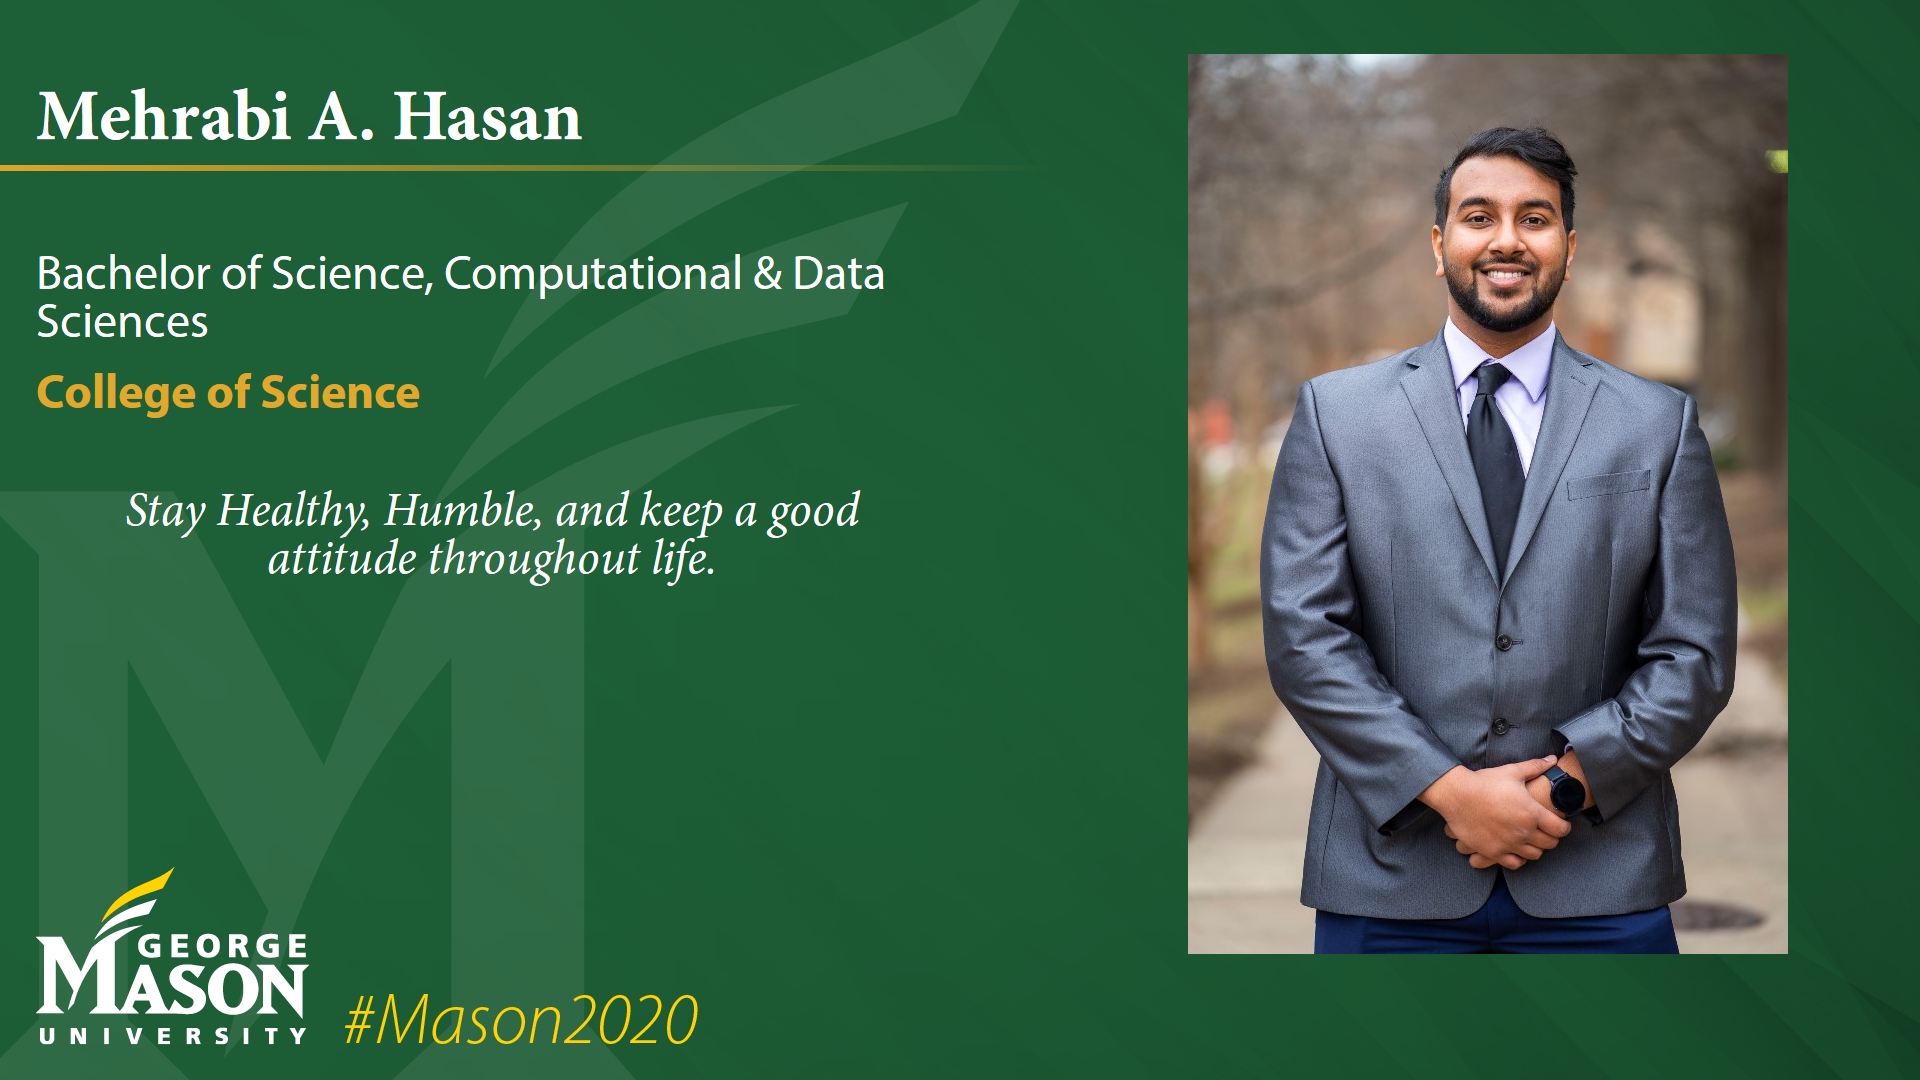 Mehrabi A. Hasan
Bachelor of Science, Computational & Data
Sciences
College of Science
Stay Healthy, Humble, and keep a good
attitude throughout life.
GEORGE
MASON
UNIVERSITY
#Mason2020